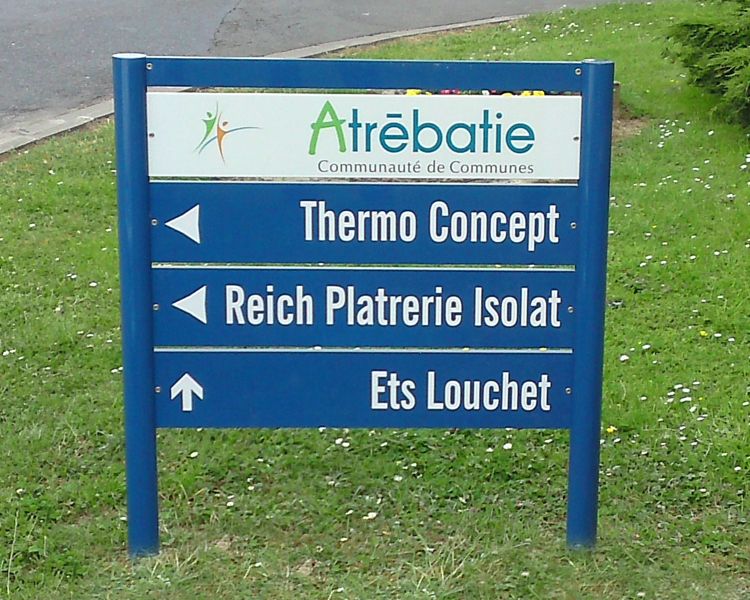 Atrēbatie
Communauté de Communes
Thermo Concept
Reich Platrerie Isolat
Ets Louchet